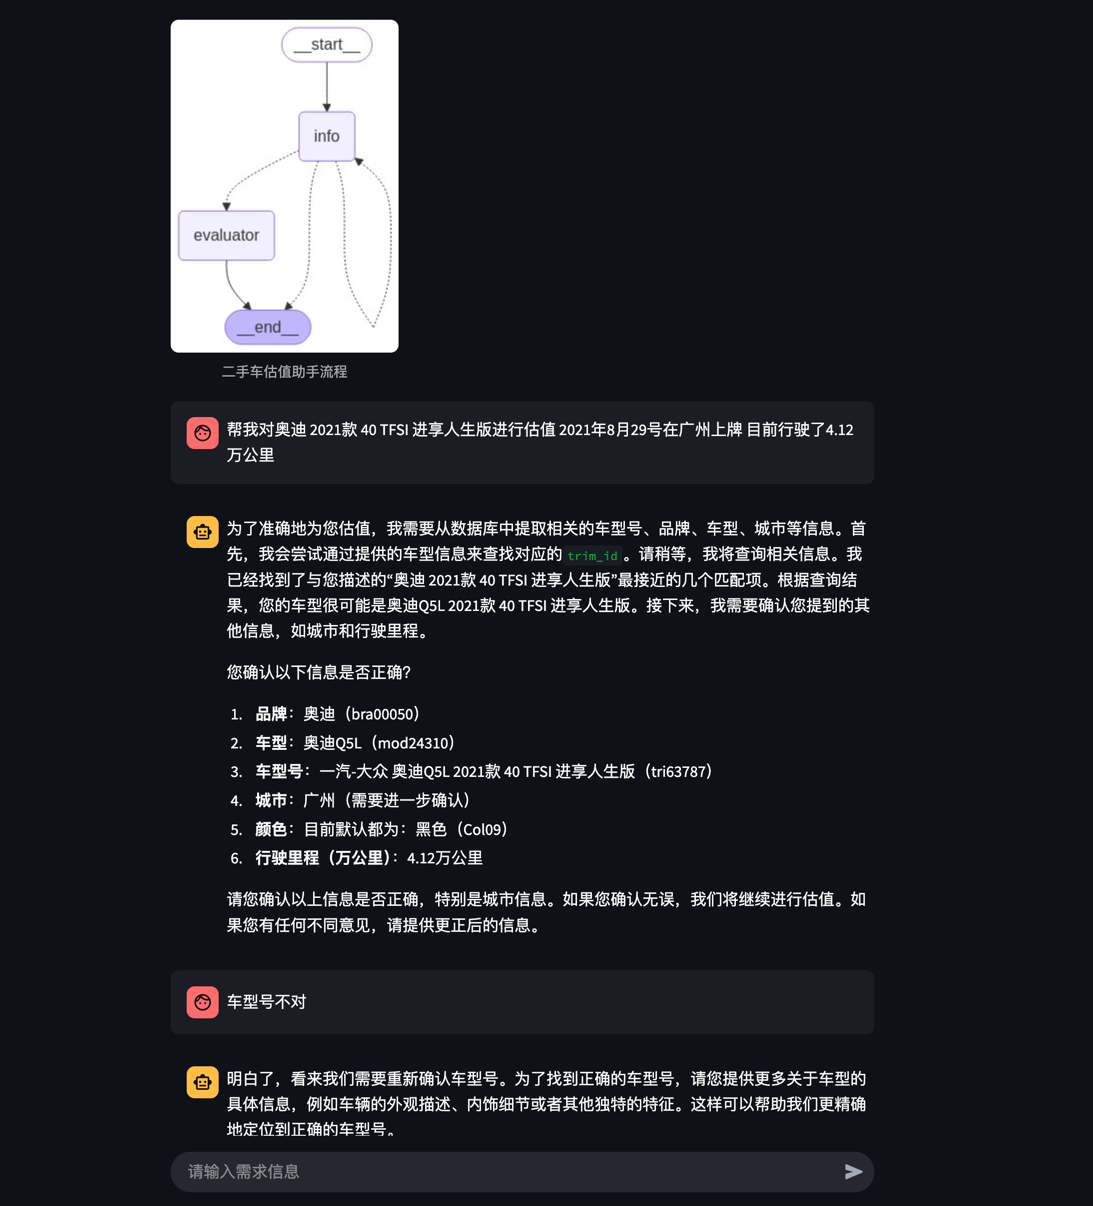 __start__
info
evaluator
__end__
二手车估值助手流程
帮我对奥迪 2021款 40 TFSI 进享人生版进行估值 2021年8月29号在广州上牌 目前行驶了4.12
万公里
为了准确地为您估值，我需要从数据库中提取相关的车型号、品牌、车型、城市等信息。首
先，我会尝试通过提供的车型信息来查找对应的 trim_id 。请稍等，我将查询相关信息。我
已经找到了与您描述的“奥迪 2021款 40 TFSI 进享人生版”最接近的几个匹配项。根据查询结
果，您的车型很可能是奥迪Q5L 2021款 40 TFSI 进享人生版。接下来，我需要确认您提到的其
他信息，如城市和行驶里程。
您确认以下信息是否正确？
1. 品牌：奥迪（bra00050）
2. 车型：奥迪Q5L（mod24310）
3. 车型号：一汽-大众 奥迪Q5L 2021款 40 TFSI 进享人生版（tri63787）
4. 城市：广州（需要进一步确认）
5. 颜色：目前默认都为：黑色（Col09）
6. 行驶里程（万公里）：4.12万公里
请您确认以上信息是否正确，特别是城市信息。如果您确认无误，我们将继续进行估值。如
果您有任何不同意见，请提供更正后的信息。
车型号不对
明白了，看来我们需要重新确认车型号。为了找到正确的车型号，请您提供更多关于车型的
具体信息，例如车辆的外观描述、内饰细节或者其他独特的特征。这样可以帮助我们更精确
地定位到正确的车型号。
请输入需求信息